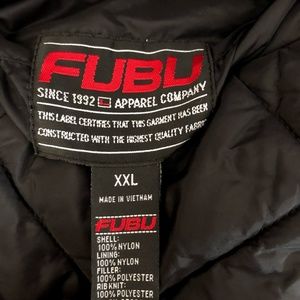 FUBU
SINCE 1992 APPAREL COMPANY
THIS LABEL CERTIFIES THAT THIS GARMENT HAS BEEN
CONSTRUCTED WITH THE HIGHEST QUALITY FABRIC
XXL
MADE IN VIETNAM
FUBU
SHELL:
100% NYLON
LINING:
100% NYLON
FILLER:
100% POLYESTER
RIB KNIT:
100% POLYESTER